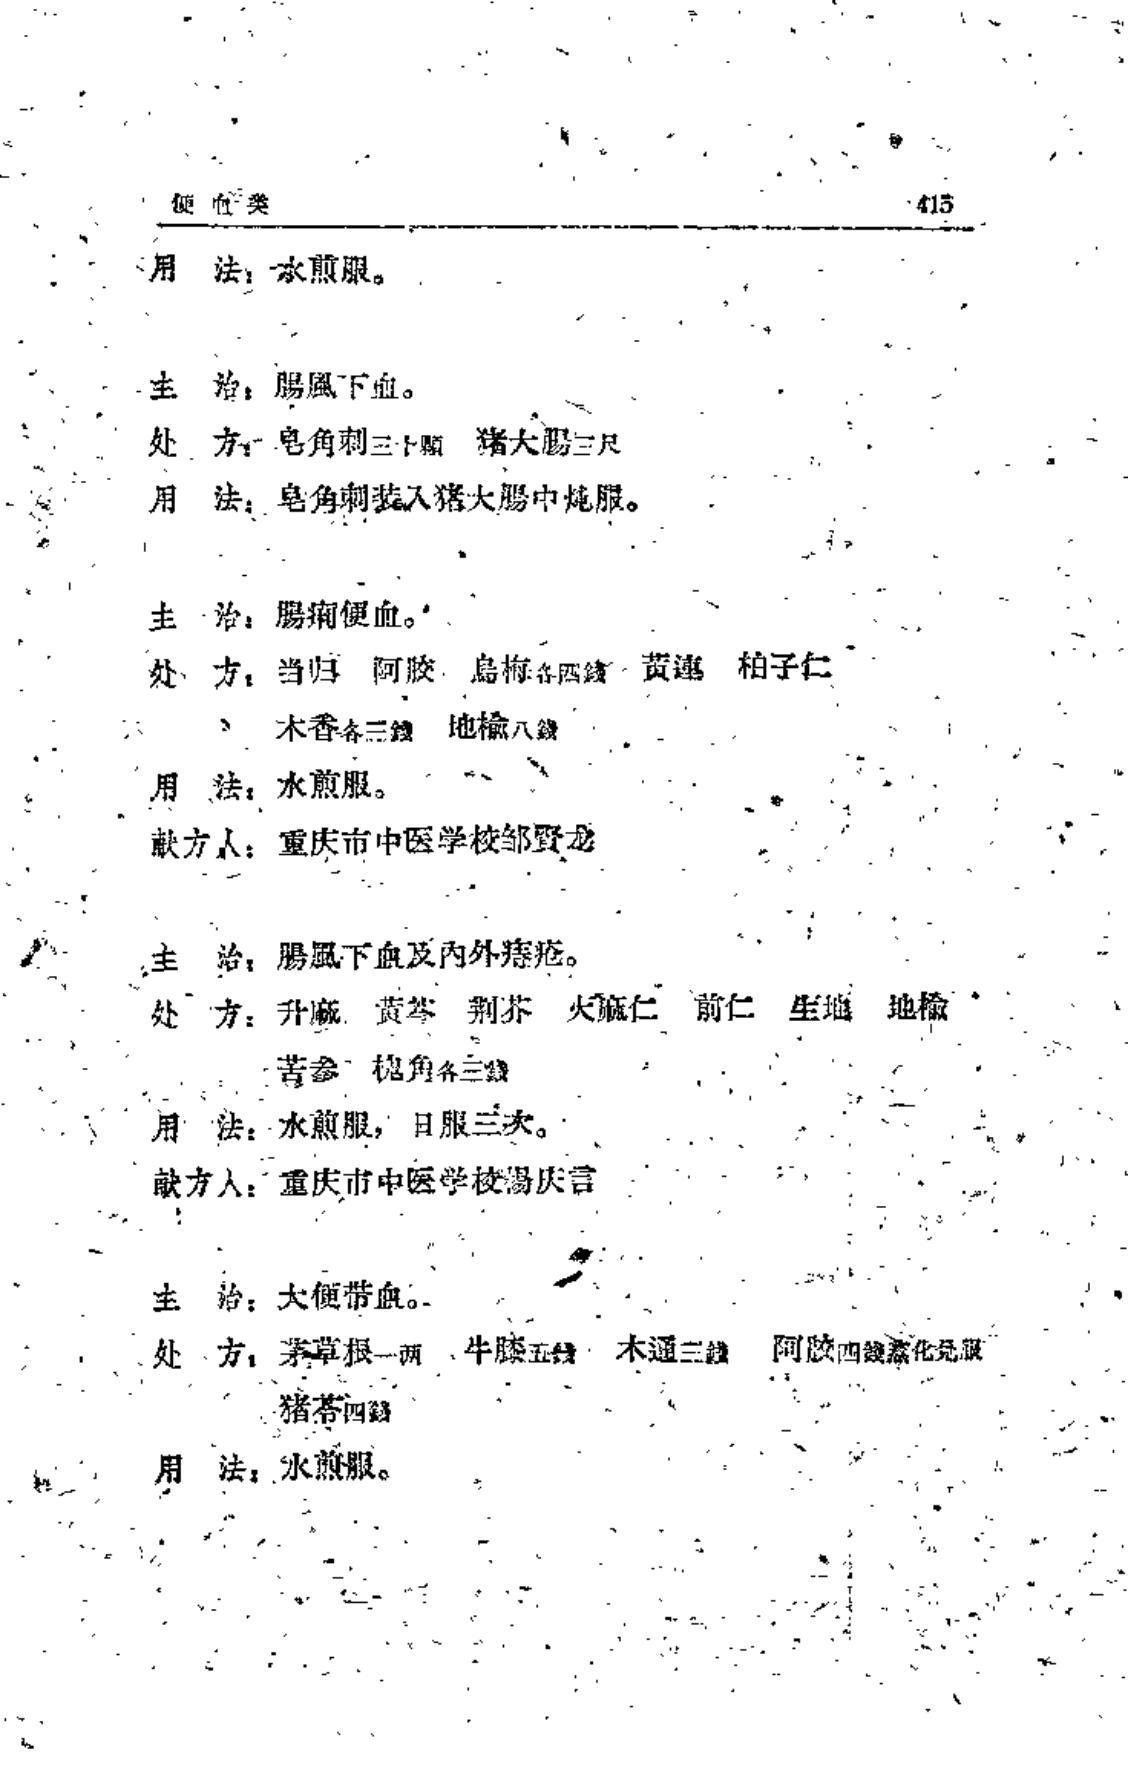 便血类 415
用 法：水煎服。
主 治：腸風下血。
处 方：皂角刺三十顆 猪大腸三尺
用 法：皂角刺装入猪大腸中炖服。
主 治：腸痢便血。
处 方：当归 阿胶 烏梅各四錢 黄連 柏子仁
木香各三錢 地楡八錢
用 法：水煎服。
献方人：重庆市中医学校邹賢龙
主 治：腸風下血及內外痔疮。
处 方：升麻 黄芩 荆芥 火麻仁 前仁 生地 地楡
苦参 槐角各三錢
用 法：水煎服，日服三次。
献方人：重庆市中医学校湯庆言
主 治：大便带血。
处 方：茅草根一两 牛膝五錢 木通三錢 阿胶四錢蒸化兑服
猪苓四錢
用 法：水煎服。